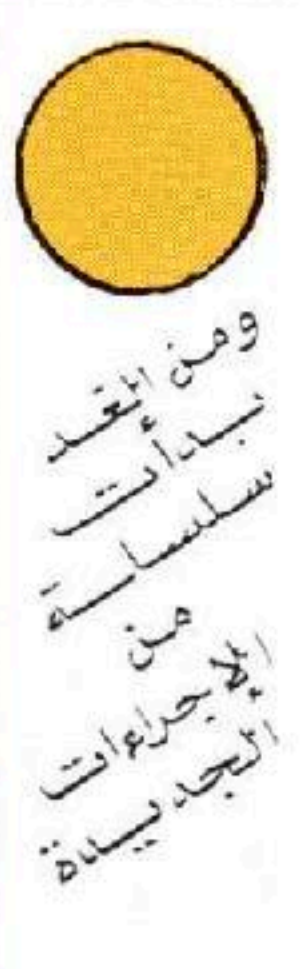 ومن الغد
بدأت
سلسلة
من
الإجراءات
الجديدة